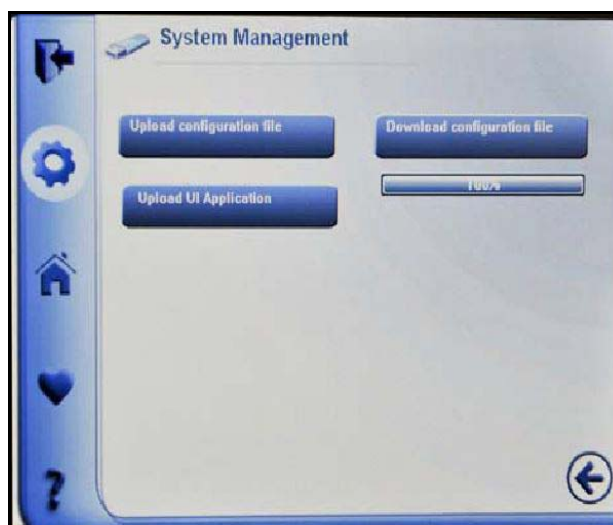 System Management
Upload configuration file
Download configuration file
100%
Upload UI Application
?